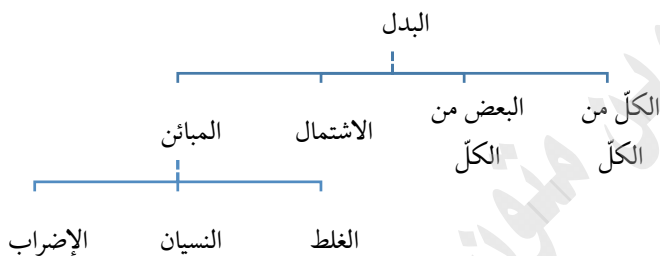 البدل
الكلّ من
الكلّ
البعض من
الكلّ
الاشتمال
المبائن
الغلط
النسيان
الإضراب